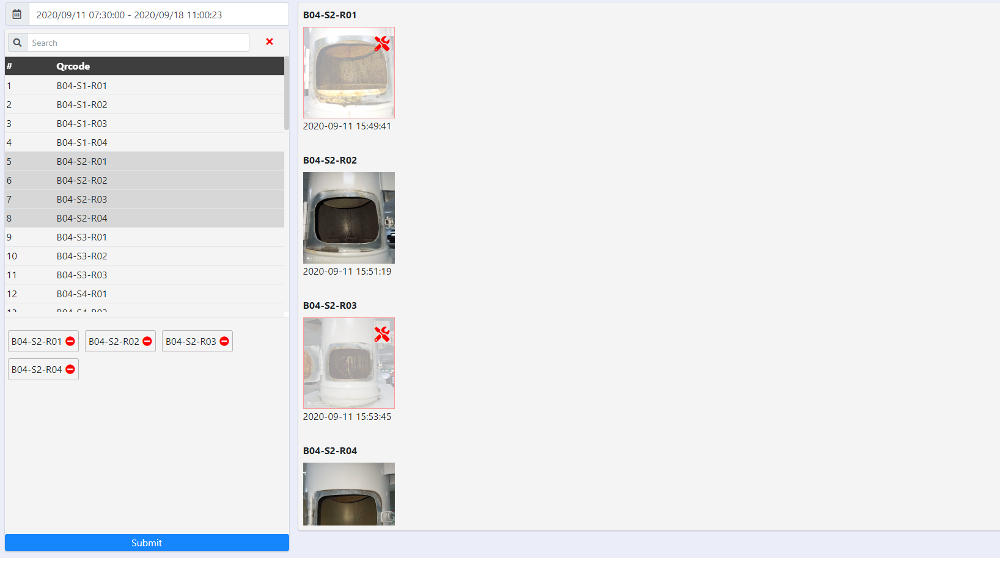 2020/09/11 07:30:00 - 2020/09/18 11:00:23
Search
# Qrcode
1 B04-S1-R01
2 B04-S1-R02
3 B04-S1-R03
4 B04-S1-R04
5 B04-S2-R01
6 B04-S2-R02
7 B04-S2-R03
8 B04-S2-R04
9 B04-S3-R01
10 B04-S3-R02
11 B04-S3-R03
12 B04-S4-R01
B04-S2-R01 B04-S2-R02 B04-S2-R03
B04-S2-R04
Submit
B04-S2-R01
2020-09-11 15:49:41
B04-S2-R02
2020-09-11 15:51:19
B04-S2-R03
2020-09-11 15:53:45
B04-S2-R04